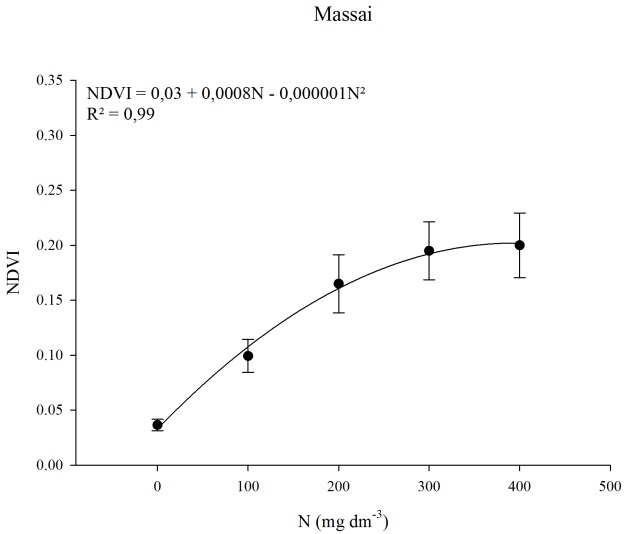 Massai
NDVI = 0,03 + 0,0008N - 0,000001N²
R² = 0,99
0.35
0.30
0.25
0.20
0.15
0.10
0.05
0.00
NDVI
0 100 200 300 400 500
N (mg dm⁻³)